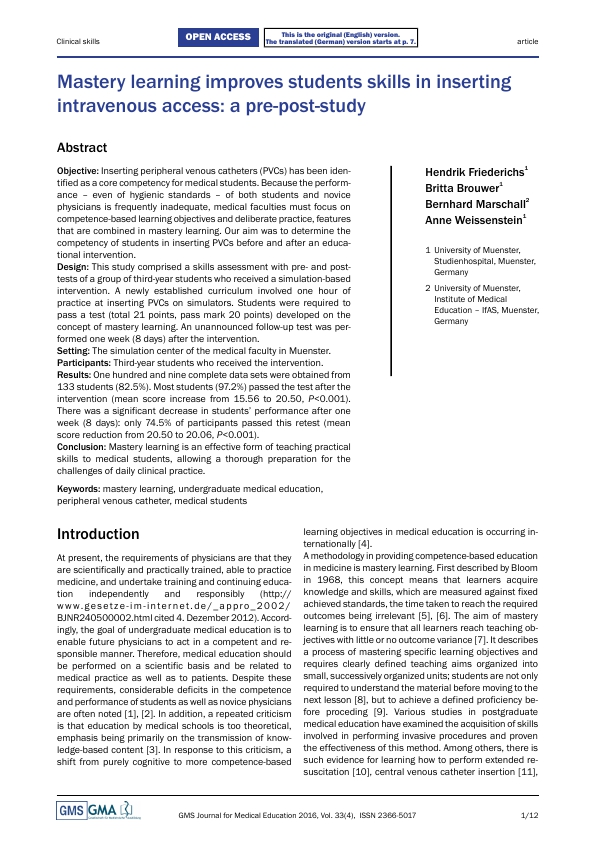 Clinical skills
OPEN ACCESS
This is the original (English) version.
The translated (German) version starts at p. 7.
article
Mastery learning improves students skills in inserting
intravenous access: a pre-post-study
Abstract
Objective: Inserting peripheral venous catheters (PVCs) has been iden-
tified as a core competency for medical students. Because the perform-
ance – even of hygienic standards – of both students and novice
physicians is frequently inadequate, medical faculties must focus on
competence-based learning objectives and deliberate practice, features
that are combined in mastery learning. Our aim was to determine the
competency of students in inserting PVCs before and after an educa-
tional intervention.
Design: This study comprised a skills assessment with pre- and post-
tests of a group of third-year students who received a simulation-based
intervention. A newly established curriculum involved one hour of
practice at inserting PVCs on simulators. Students were required to
pass a test (total 21 points, pass mark 20 points) developed on the
concept of mastery learning. An unannounced follow-up test was per-
formed one week (8 days) after the intervention.
Setting: The simulation center of the medical faculty in Muenster.
Participants: Third-year students who received the intervention.
Results: One hundred and nine complete data sets were obtained from
133 students (82.5%). Most students (97.2%) passed the test after the
intervention (mean score increase from 15.56 to 20.50, P<0.001).
There was a significant decrease in students' performance after one
week (8 days): only 74.5% of participants passed this retest (mean
score reduction from 20.50 to 20.06, P<0.001).
Conclusion: Mastery learning is an effective form of teaching practical
skills to medical students, allowing a thorough preparation for the
challenges of daily clinical practice.
Keywords: mastery learning, undergraduate medical education,
peripheral venous catheter, medical students
Hendrik Friederichs1
Britta Brouwer1
Bernhard Marschall2
Anne Weissenstein1
1 University of Muenster,
Studienhospital, Muenster,
Germany
2 University of Muenster,
Institute of Medical
Education – IfAS, Muenster,
Germany
Introduction
At present, the requirements of physicians are that they
are scientifically and practically trained, able to practice
medicine, and undertake training and continuing educa-
tion independently and responsibly (http://
www.gesetze-im-internet.de/_appro_2002/
BJNR240500002.html cited 4. Dezember 2012). Accord-
ingly, the goal of undergraduate medical education is to
enable future physicians to act in a competent and re-
sponsible manner. Therefore, medical education should
be performed on a scientific basis and be related to
medical practice as well as to patients. Despite these
requirements, considerable deficits in the competence
and performance of students as well as novice physicians
are often noted [1], [2]. In addition, a repeated criticism
is that education by medical schools is too theoretical,
emphasis being primarily on the transmission of know-
ledge-based content [3]. In response to this criticism, a
shift from purely cognitive to more competence-based
learning objectives in medical education is occurring in-
ternationally [4].
A methodology in providing competence-based education
in medicine is mastery learning. First described by Bloom
in 1968, this concept means that learners acquire
knowledge and skills, which are measured against fixed
achieved standards, the time taken to reach the required
outcomes being irrelevant [5], [6]. The aim of mastery
learning is to ensure that all learners reach teaching ob-
jectives with little or no outcome variance [7]. It describes
a process of mastering specific learning objectives and
requires clearly defined teaching aims organized into
small, successively organized units; students are not only
required to understand the material before moving to the
next lesson [8], but to achieve a defined proficiency be-
fore preceding [9]. Various studies in postgraduate
medical education have examined the acquisition of skills
involved in performing invasive procedures and proven
the effectiveness of this method. Among others, there is
such evidence for learning how to perform extended re-
suscitation [10], central venous catheter insertion [11],
GMS GMA
GMS Journal for Medical Education 2016, Vol. 33(4), ISSN 2366-5017
1/12